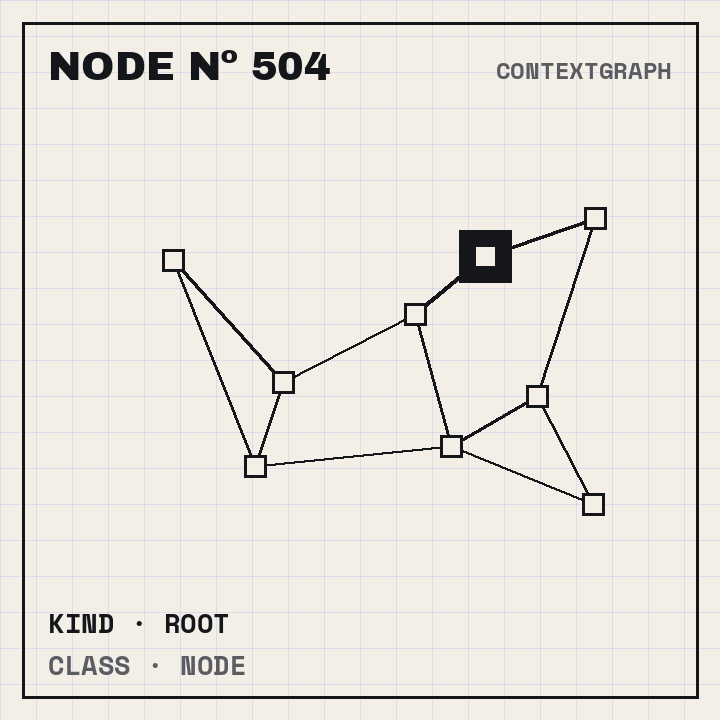 NODE Nº 504
CONTEXTGRAPH
KIND · ROOT
CLASS · NODE